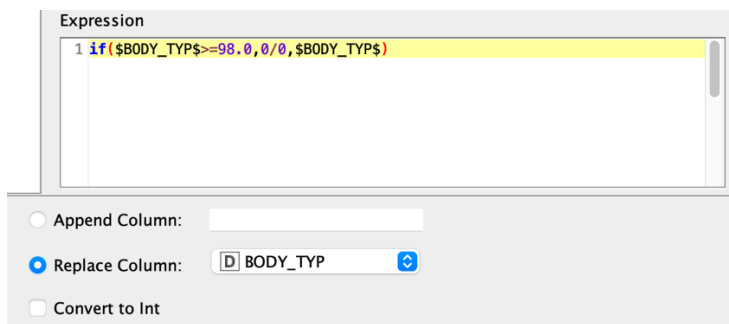 Expression
1 if($BODY_TYP$>=98.0,0/0,$BODY_TYP$)
Append Column:
Replace Column: D BODY_TYP
Convert to Int